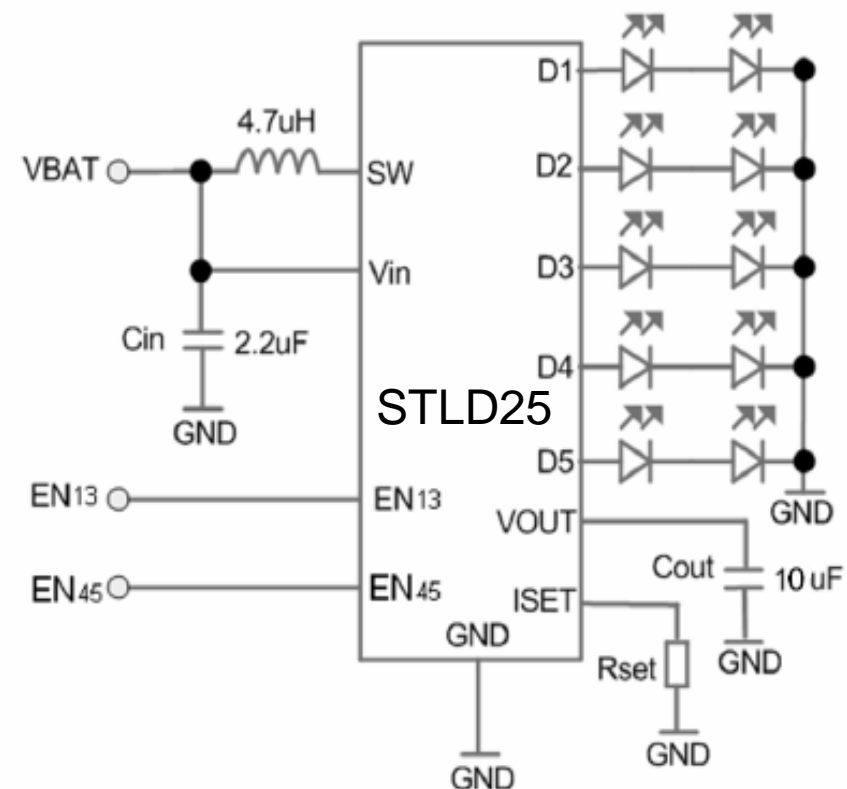 4.7uH
VBAT
SW
Vin
Cin
2.2uF
GND
STLD25
EN13
EN13
EN45
EN45
GND
GND
D1
D2
D3
D4
D5
GND
VOUT
Cout
10 uF
GND
ISET
Rset
GND